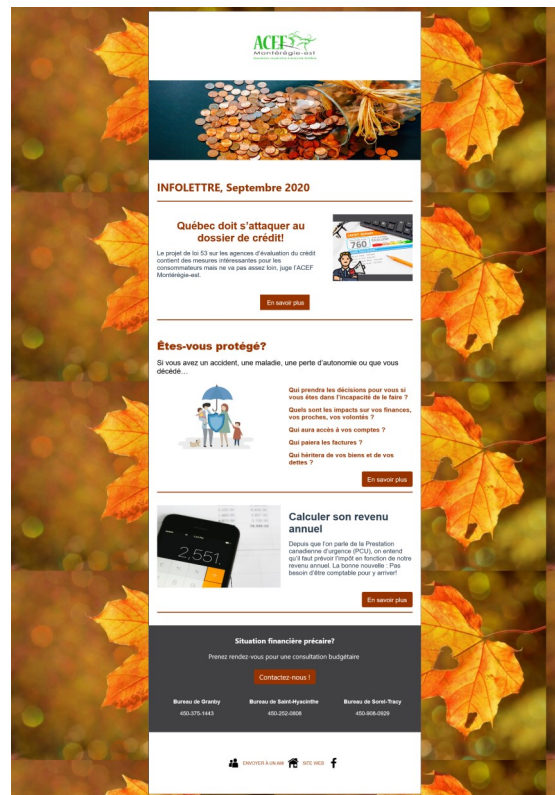 ACEF
Montérégie-est
INFOLETTRE, Septembre 2020
Québec doit s'attaquer au
dossier de crédit!
Le projet de loi 53 sur les agences d'évaluation du crédit
contient des mesures intéressantes pour les
consommateurs mais ne va pas assez loin, juge l'ACEF
Montérégie-est.
760
En savoir plus
Êtes-vous protégé?
Si vous avez un accident, une maladie, une perte d'autonomie ou que vous
décédé…
Qui prendra les décisions pour vous si
vous êtes dans l'incapacité de le faire ?
Quels sont les impacts sur vos finances,
vos proches, vos volontés ?
Qui aura accès à vos comptes ?
Qui paiera les factures ?
Qui héritera de vos biens et de vos
dettes ?
En savoir plus
2,551.
Calculer son revenu
annuel
Depuis que l'on parle de la Prestation
canadienne d'urgence (PCU), on entend
qu'il faut prévoir l'impôt en fonction de notre
revenu annuel. La bonne nouvelle : Pas
besoin d'être comptable pour y arriver!
En savoir plus
Situation financière précaire?
Prenez rendez-vous pour une consultation budgétaire
Contactez-nous !
Bureau de Granby Bureau de Saint-Hyacinthe Bureau de Sorel-Tracy
450-375-1443 450-252-0808 450-908-0929
ENVOYER À UN AMI SITE WEB